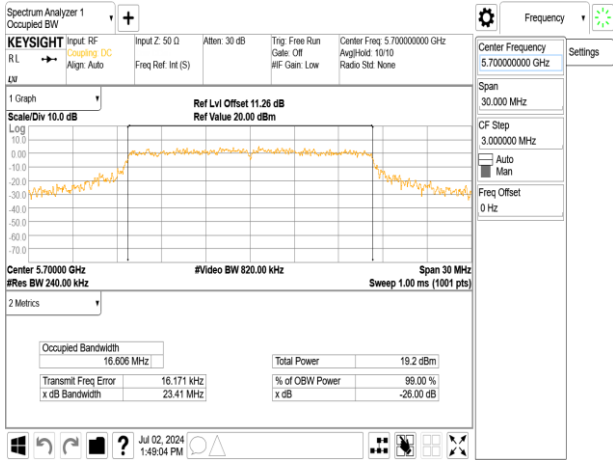 Spectrum Analyzer 1
Occupied BW
Frequency
KEYSIGHT
RL
LXI
Input: RF
Coupling: DC
Align: Auto
Input Z: 50 Ω
Freq Ref: Int (S)
Atten: 30 dB
Trig: Free Run
Gate: Off
#IF Gain: Low
Center Freq: 5.700000000 GHz
Avg|Hold: 10/10
Radio Std: None
Center Frequency
5.700000000 GHz
Settings
Span
30.000 MHz
CF Step
3.000000 MHz
Auto
Man
Freq Offset
0 Hz
1 Graph
Scale/Div 10.0 dB
Ref Lvl Offset 11.26 dB
Ref Value 20.00 dBm
Log
10.0
0.00
-10.0
-20.0
-30.0
-40.0
-50.0
-60.0
-70.0
Center 5.70000 GHz
#Video BW 820.00 kHz
Span 30 MHz
#Res BW 240.00 kHz
Sweep 1.00 ms (1001 pts)
2 Metrics
Occupied Bandwidth
16.606 MHz
Total Power 19.2 dBm
Transmit Freq Error 16.171 kHz
% of OBW Power 99.00 %
x dB Bandwidth 23.41 MHz
x dB -26.00 dB
?
Jul 02, 2024
1:49:04 PM